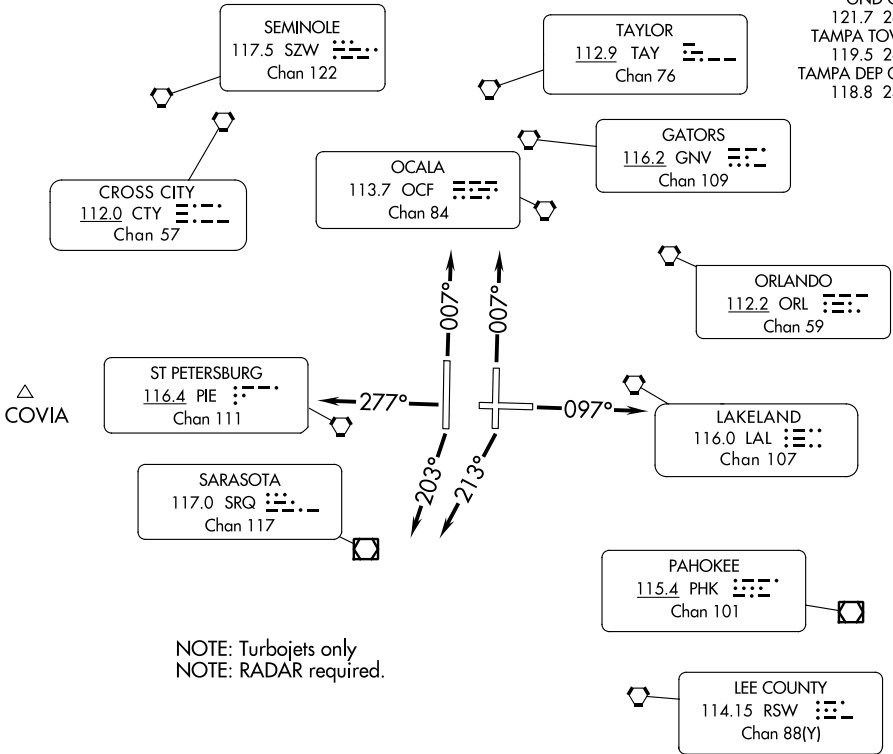 GND
121.7
TAMPA
119.5
TAMPA DEP
118.8
SEMINOLE
117.5 SZW
Chan 122
TAYLOR
112.9 TAY
Chan 76
GATORS
116.2 GNV
Chan 109
OCALA
113.7 OCF
Chan 84
CROSS CITY
112.0 CTY
Chan 57
ORLANDO
112.2 ORL
Chan 59
007°
007°
ST PETERSBURG
116.4 PIE
Chan 111
COVIA
277°
097°
LAKELAND
116.0 LAL
Chan 107
203°
213°
SARASOTA
117.0 SRQ
Chan 117
PAHOKEE
115.4 PHK
Chan 101
NOTE: Turbojets only
NOTE: RADAR required.
LEE COUNTY
114.15 RSW
Chan 88(Y)